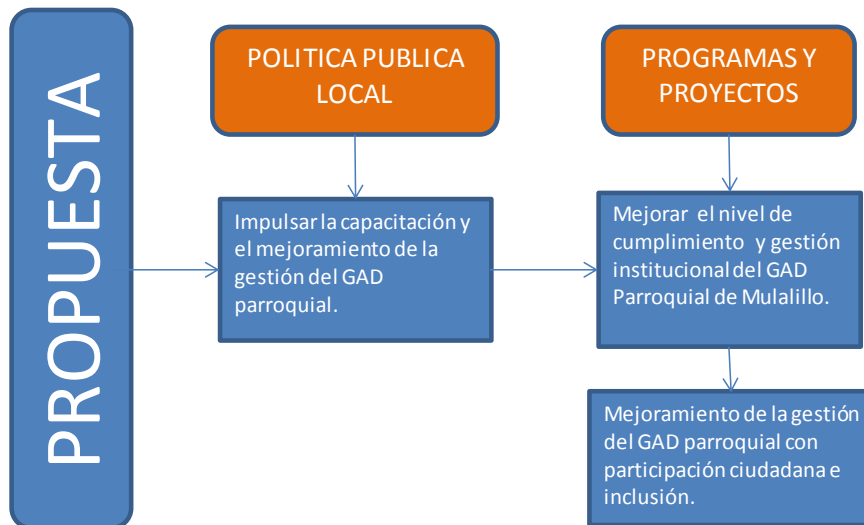 PROPUESTA
POLITICA PUBLICA
LOCAL
PROGRAMAS Y
PROYECTOS
Impulsar la capacitación y
el mejoramiento de la
gestión del GAD
parroquial.
Mejorar el nivel de
cumplimiento y gestión
institucional del GAD
Parroquial de Mulalillo.
Mejoramiento de la gestión
del GAD parroquial con
participación ciudadana e
inclusión.